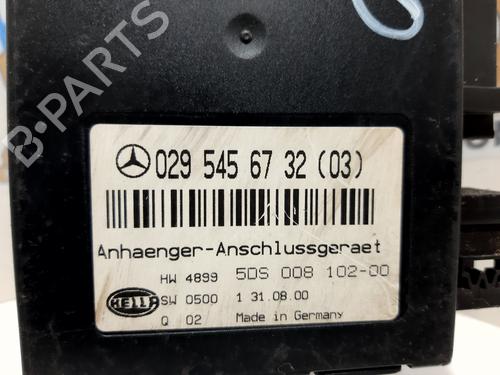 029 545 67 32 (03)
Anhaenger-Anschlussgeraet
HW 4899 5DS 008 102-00
HELLA SW 0500 1 31.08.00
Q 02 Made in Germany